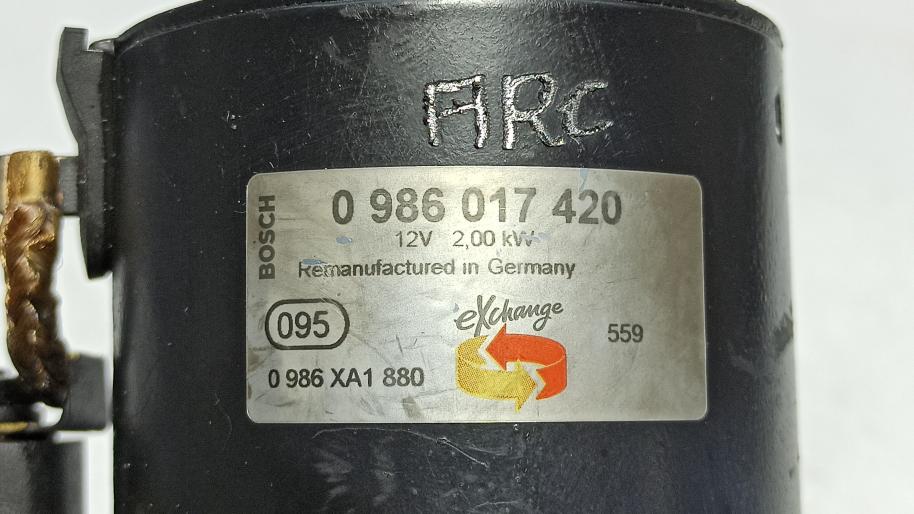 ARC
BOSCH
0 986 017 420
12V 2,00 kW
Remanufactured in Germany
eXchange
095
559
0 986 XA1 880